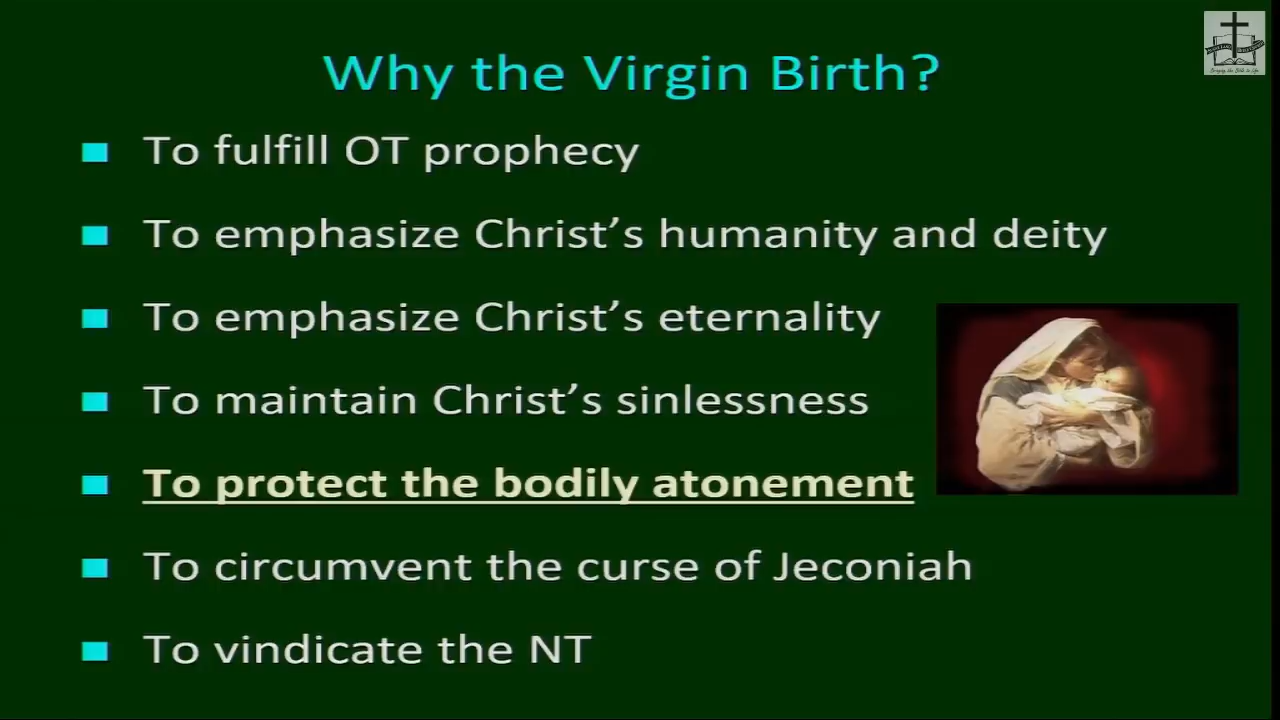 Why the Virgin Birth?
To fulfill OT prophecy
To emphasize Christ's humanity and deity
To emphasize Christ's eternality
To maintain Christ's sinlessness
To protect the bodily atonement
To circumvent the curse of Jeconiah
To vindicate the NT